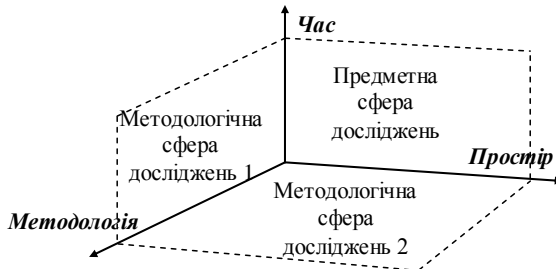 Час
Предметна
сфера
досліджень
Методологічна
сфера
досліджень 1
Простір
Методологічна
сфера
досліджень 2
Методологія